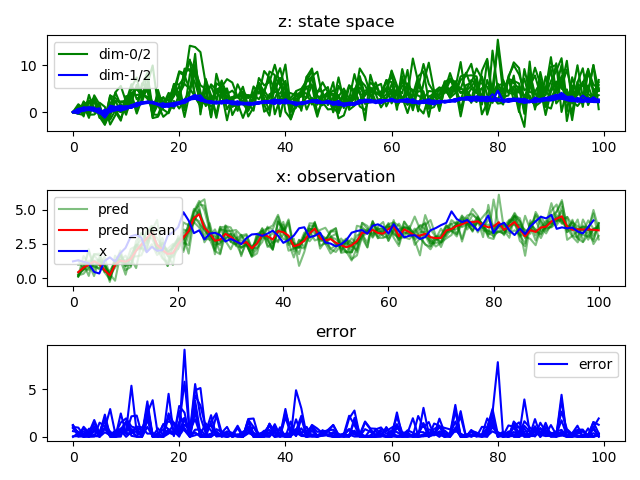 z: state space
dim-0/2
dim-1/2
10
0
0 20 40 60 80 100
x: observation
pred
pred_mean
x
5.0
2.5
0.0
0 20 40 60 80 100
error
error
5
0
0 20 40 60 80 100